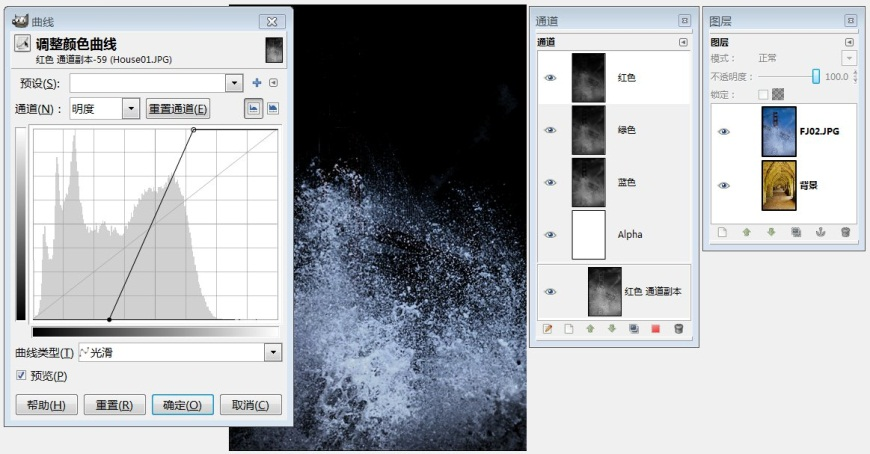 曲线
调整颜色曲线
红色 通道副本-59 (House01.JPG)
预设(S):
通道(N): 明度 重置通道(E)
曲线类型(T) 光滑
预览(P)
帮助(H) 重置(R) 确定(O) 取消(C)
通道
通道
红色
绿色
蓝色
Alpha
红色 通道副本
图层
图层
模式: 正常
不透明度: 100.0
锁定:
FJ02.JPG
背景